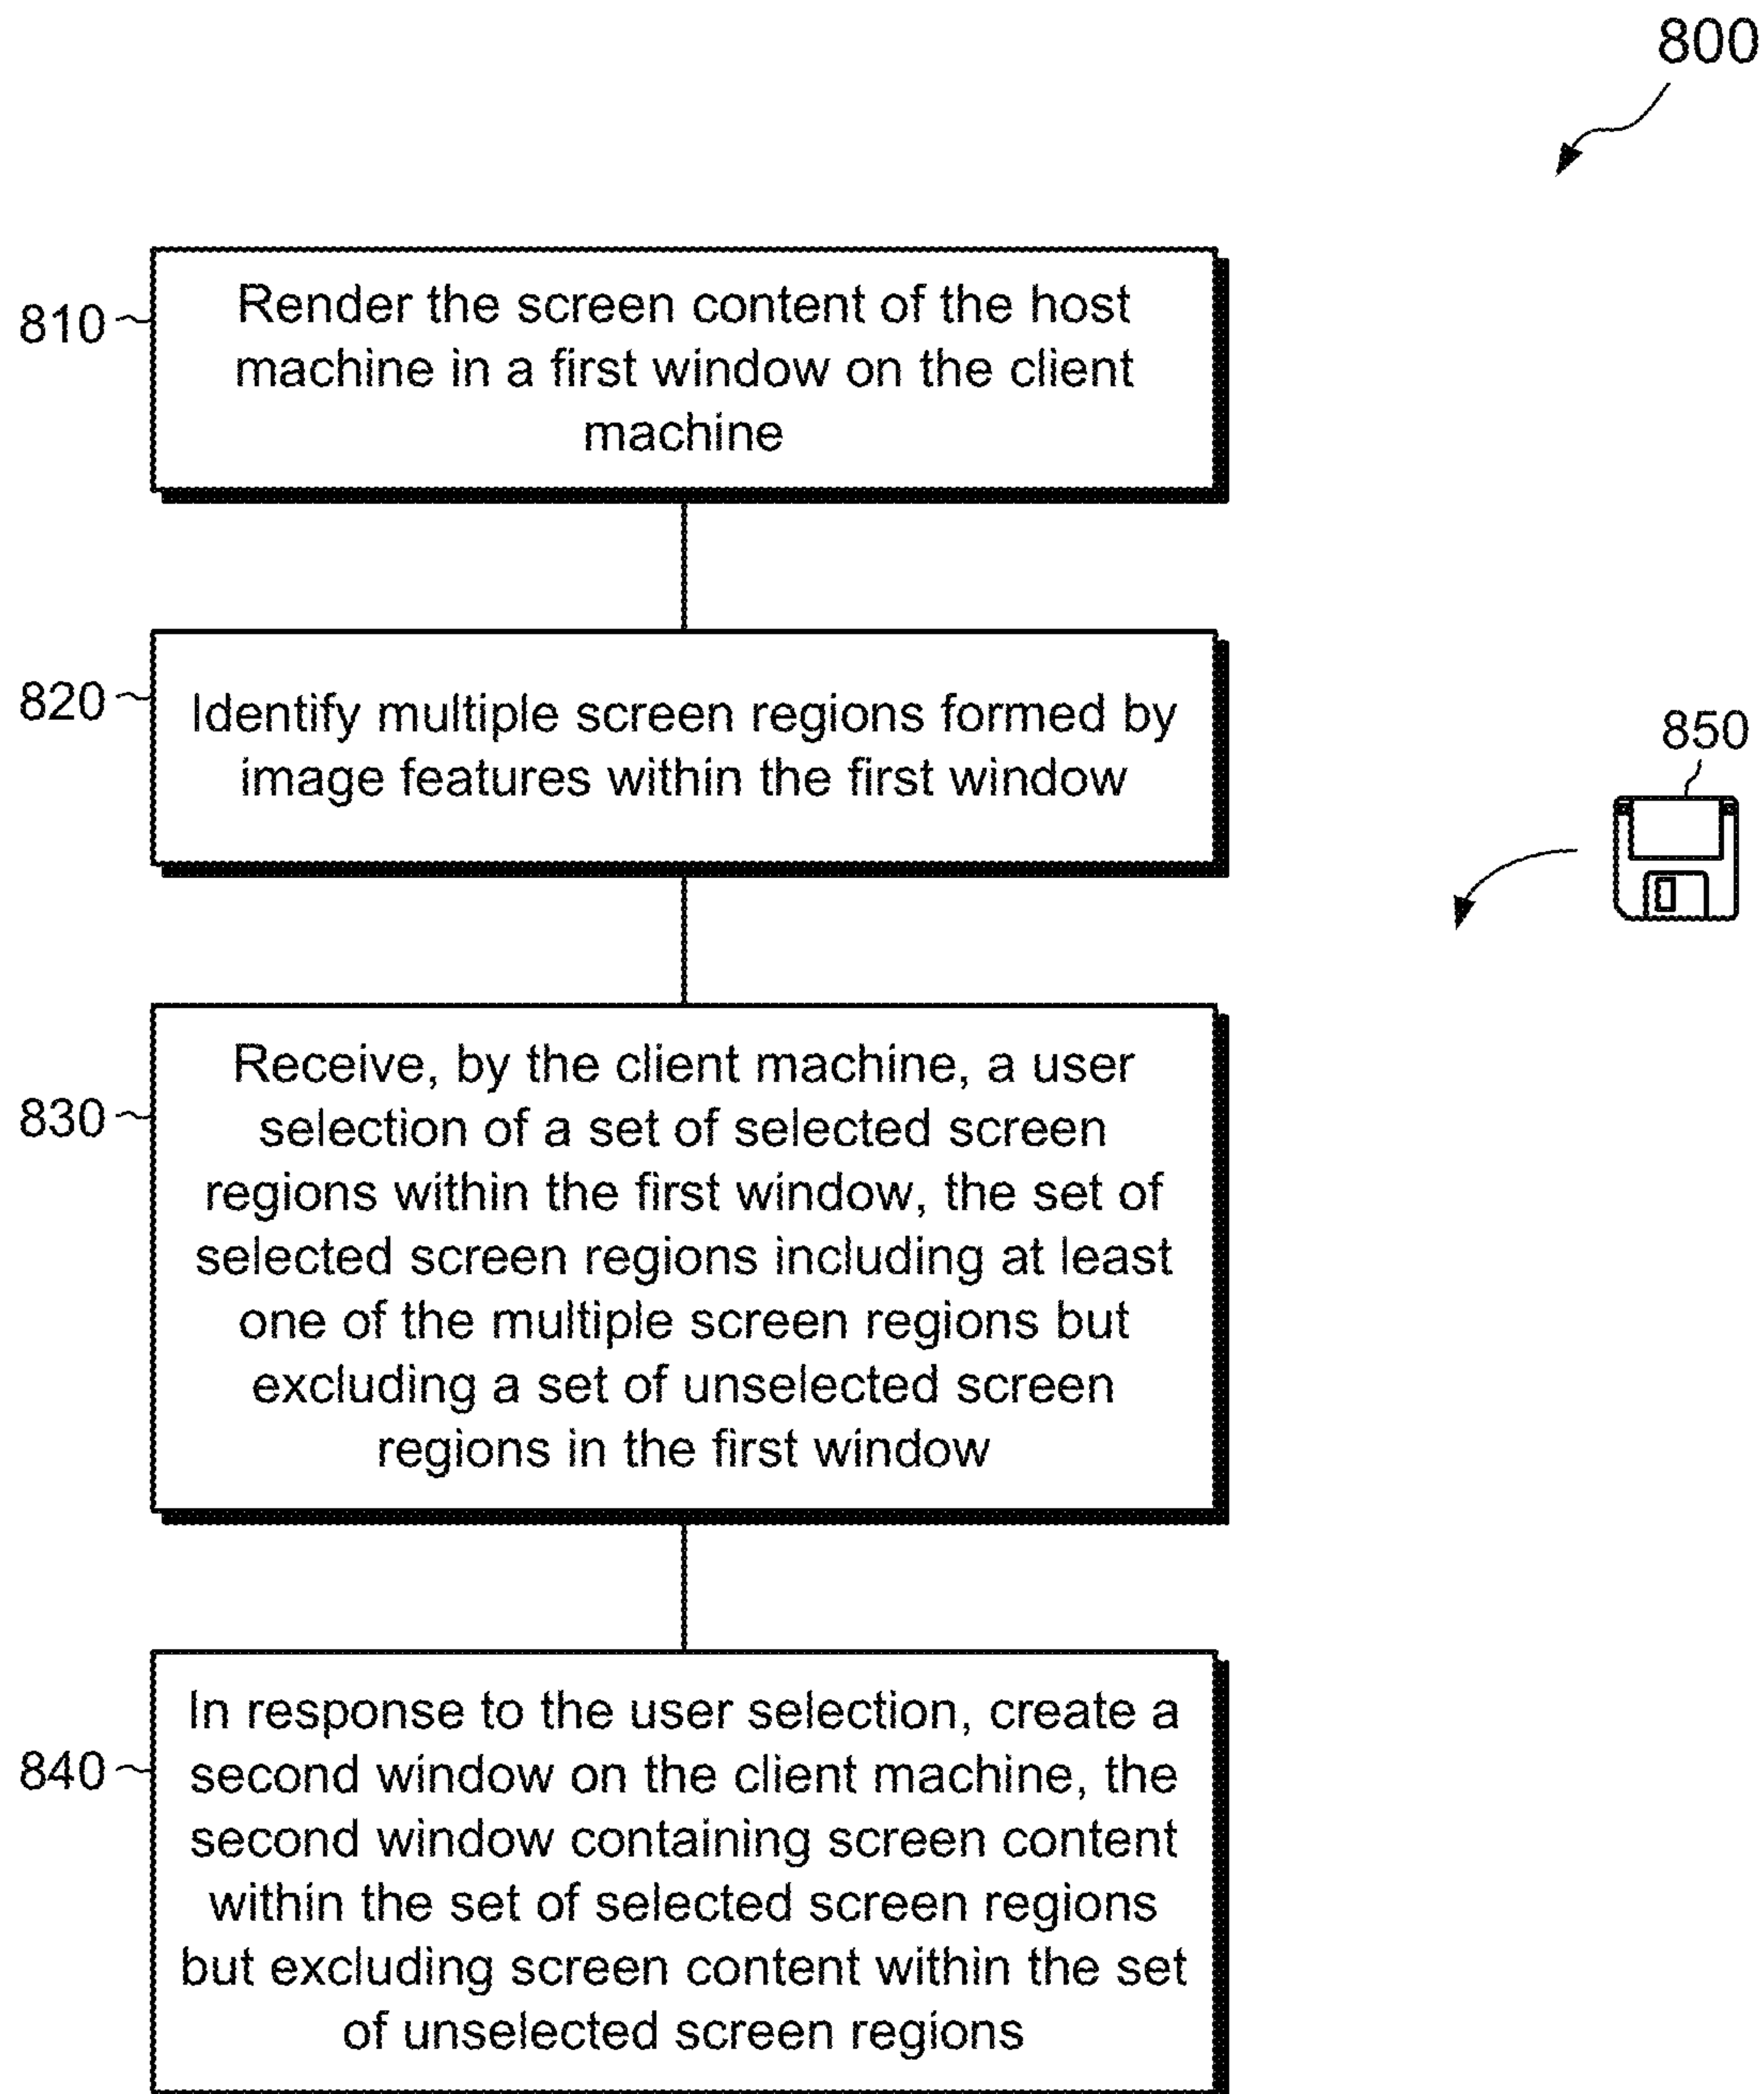 800
810
Render the screen content of the host
machine in a first window on the client
machine
820
Identify multiple screen regions formed by
image features within the first window
850
830
Receive, by the client machine, a user
selection of a set of selected screen
regions within the first window, the set of
selected screen regions including at least
one of the multiple screen regions but
excluding a set of unselected screen
regions in the first window
840
In response to the user selection, create a
second window on the client machine, the
second window containing screen content
within the set of selected screen regions
but excluding screen content within the set
of unselected screen regions